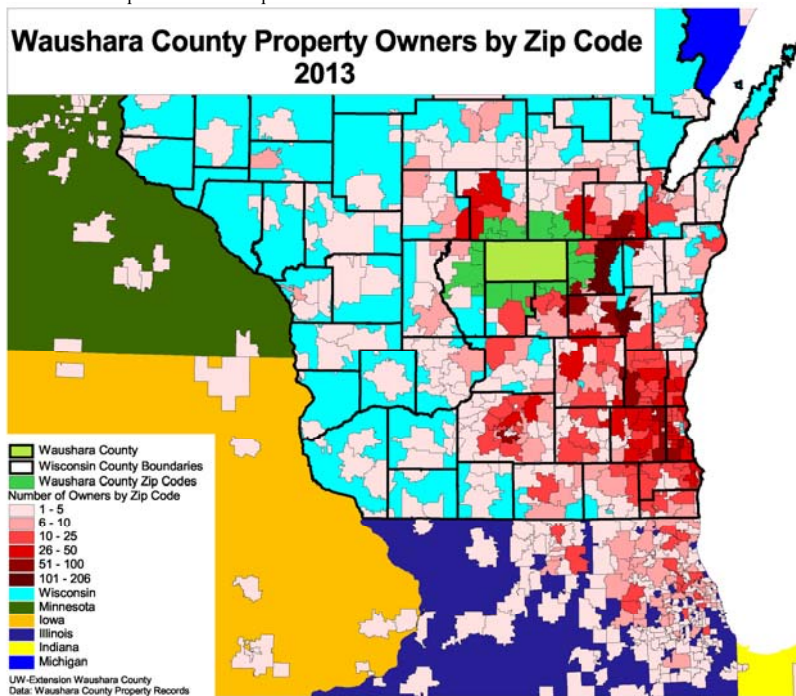 Waushara County Property Owners by Zip Code
2013
Waushara County
Wisconsin County Boundaries
Waushara County Zip Codes
Number of Owners by Zip Code
1 - 5
6 - 10
10 - 25
26 - 50
51 - 100
101 - 206
Wisconsin
Minnesota
Iowa
Illinois
Indiana
Michigan
UW-Extension Waushara County
Data: Waushara County Property Records